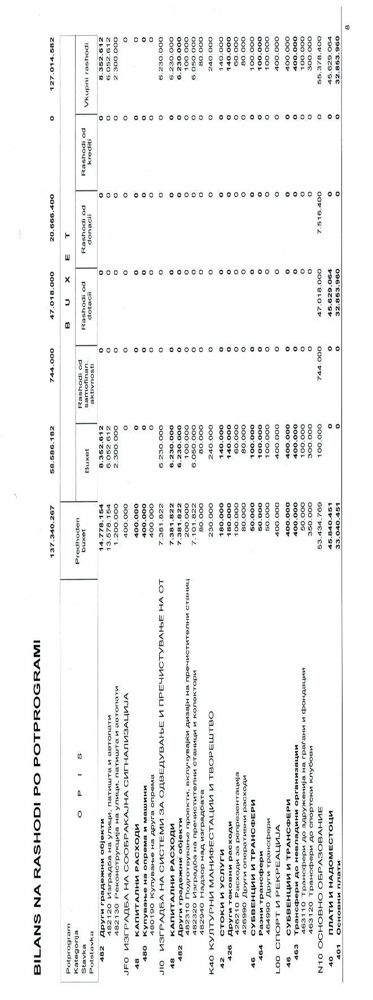 BILANS NA RASHODI PO POTPROGRAMI
137.340.267 58.586.182 744.000 47.018.000 20.666.400 0 127.014.582
Potprogram Kategorija Stavka Potstavka
O P I S
Predhoden buxet
B U X E T
Buxet
Rashodi od samofinan. aktivnosti
Rashodi od dotacii
Rashodi od donacii
Rashodi od krediti
Vkupni rashodi
482 Други градежни објекти 14.778.154 8.352.612 0 0 0 0 8.352.612
482120 Изградба на улици, патишта и автопати 13.578.154 6.052.612 0 0 0 0 6.052.612
482130 Реконструкција на улици, патишта и автопати 1.200.000 2.300.000 0 0 0 0 2.300.000
JF0 ИЗГРАДБА НА СООБРАКАЈНА СИГНАЛИЗАЦИЈА 400.000 0 0 0 0 0 0
48 КАПИТАЛНИ РАСХОДИ 400.000 0 0 0 0 0 0
480 Купување на опрема и машини 400.000 0 0 0 0 0 0
480190 Купување на друга опрема 400.000 0 0 0 0 0 0
JI0 ИЗГРАДБА НА СИСТЕМИ ЗА ОДВЕДУВАЊЕ И ПРЕЧИСТУВАЊЕ НА ОТ 7.381.822 6.230.000 0 0 0 0 6.230.000
48 КАПИТАЛНИ РАСХОДИ 7.381.822 6.230.000 0 0 0 0 6.230.000
482 Други градежни објекти 7.381.822 6.230.000 0 0 0 0 6.230.000
482310 Подготвување проекти, вклучувајќи дизајн на пречистителни станиц 200.000 100.000 0 0 0 0 100.000
482320 Изградба на пречистителни станици и колектори 7.101.822 6.050.000 0 0 0 0 6.050.000
482940 Надзор над изградбата 80.000 80.000 0 0 0 0 80.000
K40 КУЛТУРНИ МАНИФЕСТАЦИИ И ТВОРЕШТВО 230.000 240.000 0 0 0 0 240.000
42 СТОКИ И УСЛУГИ 180.000 140.000 0 0 0 0 140.000
426 Други тековни расходи 180.000 140.000 0 0 0 0 140.000
426210 Расходи за репрезентација 100.000 60.000 0 0 0 0 60.000
426990 Други оперативни расходи 80.000 80.000 0 0 0 0 80.000
46 СУБВЕНЦИИ И ТРАНСФЕРИ 50.000 100.000 0 0 0 0 100.000
464 Разни трансфери 50.000 100.000 0 0 0 0 100.000
464990 Други трансфери 50.000 100.000 0 0 0 0 100.000
L00 СПОРТ И РЕКРЕАЦИЈА 400.000 400.000 0 0 0 0 400.000
46 СУБВЕНЦИИ И ТРАНСФЕРИ 400.000 400.000 0 0 0 0 400.000
463 Трансфери до невладини организации 400.000 400.000 0 0 0 0 400.000
463110 Трансфери до здруженија на граѓани и фондации 50.000 100.000 0 0 0 0 100.000
463120 Трансфери до спортски клубови 350.000 300.000 0 0 0 0 300.000
N10 ОСНОВНО ОБРАЗОВАНИЕ 53.434.769 100.000 744.000 47.018.000 7.516.400 0 55.378.400
40 ПЛАТИ И НАДОМЕСТОЦИ 45.840.451 0 0 45.629.064 0 0 45.629.064
401 Основни плати 33.040.451 0 0 32.853.960 0 0 32.853.960
8